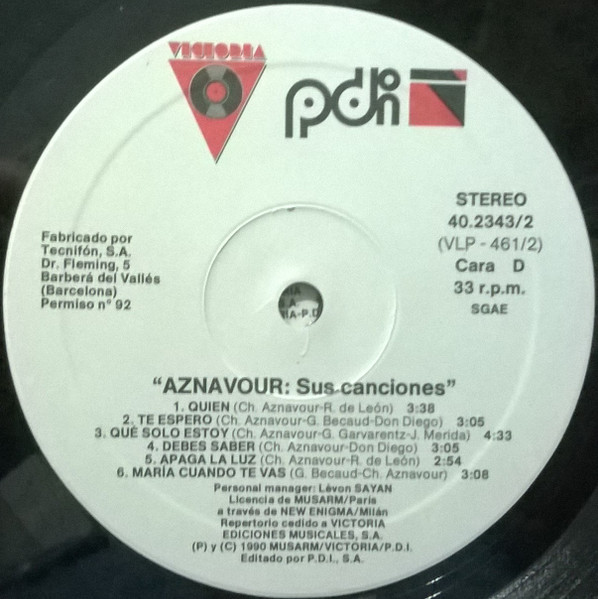 VICTORIA
pdi
STEREO
40.2343/2
(VLP - 461/2)
Cara D
33 r.p.m.
SGAE
Fabricado por
Tecnifón, S.A.
Dr. Fleming, 5
Barberá del Vallés
(Barcelona)
Permiso n° 92
"AZNAVOUR: Sus canciones"
1. QUIEN (Ch. Aznavour-R. de León) 3:38
2. TE ESPERO (Ch. Aznavour-G. Becaud-Don Diego) 3:05
3. QUÉ SOLO ESTOY (Ch. Aznavour-G. Garvarentz-J. Merida) 4:33
4. DEBES SABER (Ch. Aznavour-Don Diego) 3:05
5. APAGA LA LUZ (Ch. Aznavour-R. de León) 2:54
6. MARÍA CUANDO TE VAS (G. Becaud-Ch. Aznavour) 3:08
Personal manager: Lévon SAYAN
Licencia de MUSARM/París
a través de NEW ENIGMA/Milán
Repertorio cedido a VICTORIA
EDICIONES MUSICALES, S.A.
(P) y (C) 1990 MUSARM/VICTORIA/P.D.I.
Editado por P.D.I., S.A.